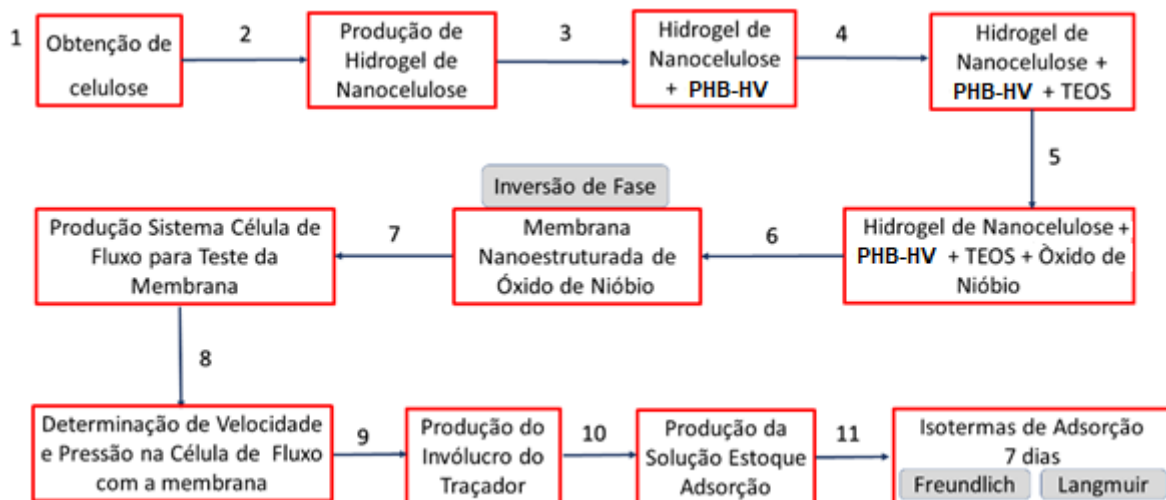 1
Obtenção de
celulose
2
Produção de
Hidrogel de
Nanocelulose
3
Hidrogel de
Nanocelulose
+ PHB-HV
4
Hidrogel de
Nanocelulose +
PHB-HV + TEOS
5
Hidrogel de Nanocelulose +
PHB-HV + TEOS + Òxido de
Nióbio
6
Inversão de Fase
Membrana
Nanoestruturada de
Óxido de Nióbio
7
Produção Sistema Célula de
Fluxo para Teste da
Membrana
8
Determinação de Velocidade
e Pressão na Célula de Fluxo
com a membrana
9
Produção do
Invólucro do
Traçador
10
Produção da
Solução Estoque
Adsorção
11
Isotermas de Adsorção
7 dias
Freundlich
Langmuir